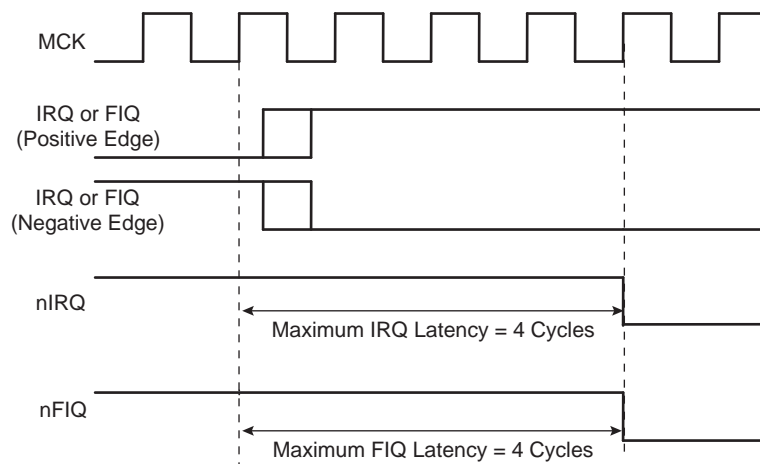 MCK
IRQ or FIQ
(Positive Edge)
IRQ or FIQ
(Negative Edge)
nIRQ
Maximum IRQ Latency = 4 Cycles
nFIQ
Maximum FIQ Latency = 4 Cycles